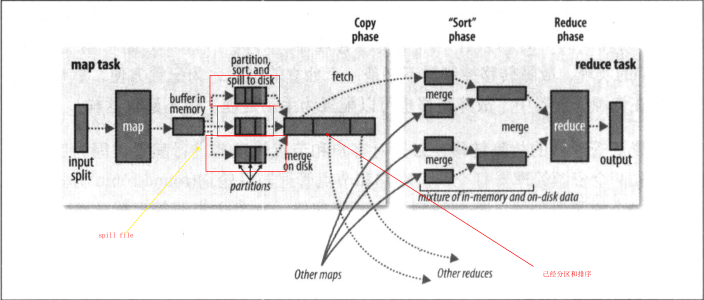 Copy
phase
"Sort"
phase
Reduce
phase
map task
partition,
sort, and
spill to disk
fetch
reduce task
buffer in
memory
map
input
split
merge
on disk
partitions
merge
merge
merge
reduce
output
mixture of in-memory and on-disk data
spill file
Other maps
Other reduces
已经分区和排序